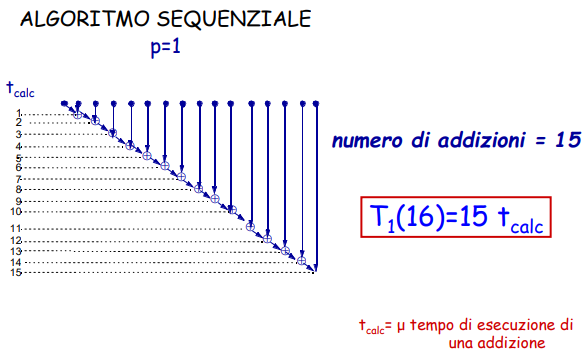 ALGORITMO SEQUENZIALE
p=1
tcalc
1
2
3
4
5
6
7
8
9
10
11
12
13
14
15
numero di addizioni = 15
T1(16)=15 tcalc
tcalc= μ tempo di esecuzione di
una addizione